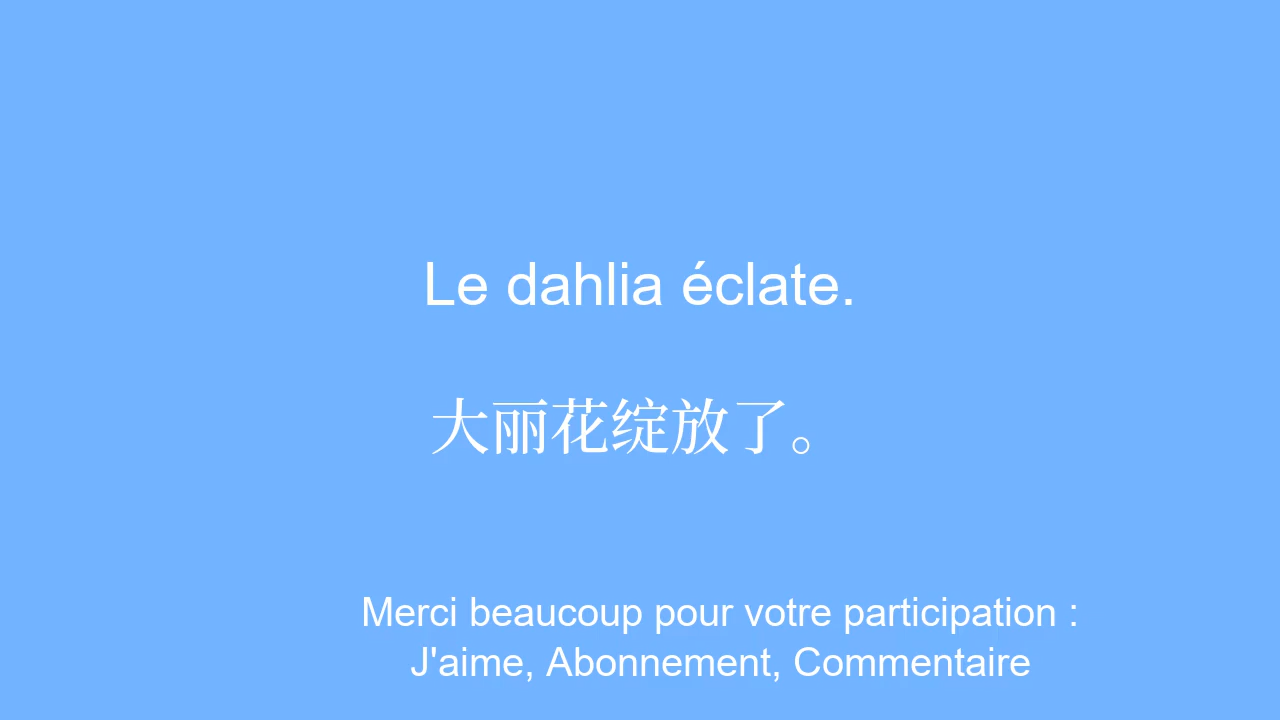 Le dahlia éclate.
大丽花绽放了。
Merci beaucoup pour votre participation :
J'aime, Abonnement, Commentaire